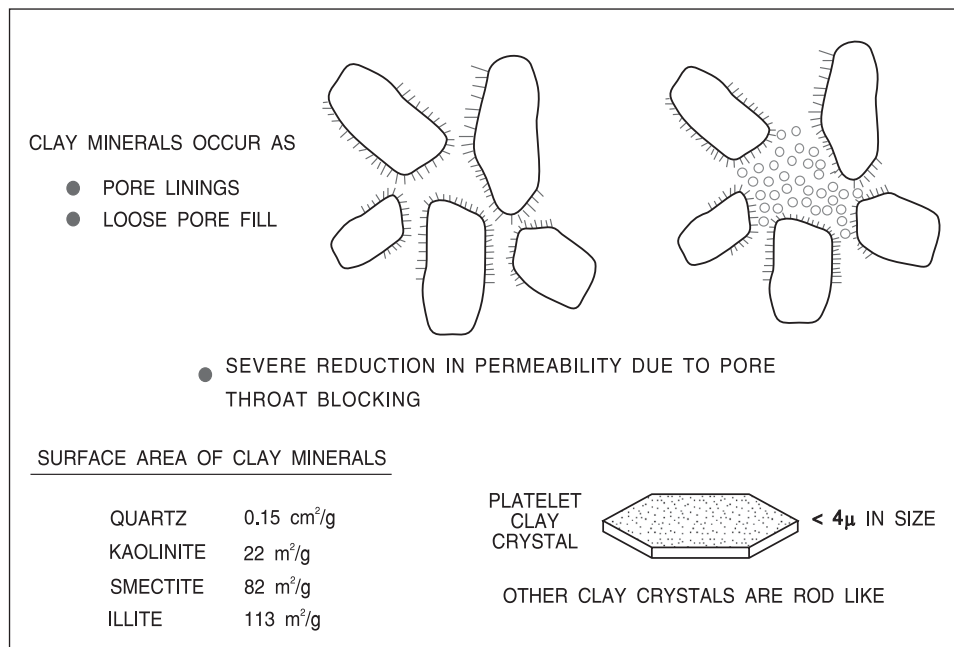 CLAY MINERALS OCCUR AS
● PORE LININGS
● LOOSE PORE FILL
● SEVERE REDUCTION IN PERMEABILITY DUE TO PORE
THROAT BLOCKING
SURFACE AREA OF CLAY MINERALS
QUARTZ 0.15 cm²/g
KAOLINITE 22 m²/g
SMECTITE 82 m²/g
ILLITE 113 m²/g
PLATELET
CLAY
CRYSTAL
< 4μ IN SIZE
OTHER CLAY CRYSTALS ARE ROD LIKE